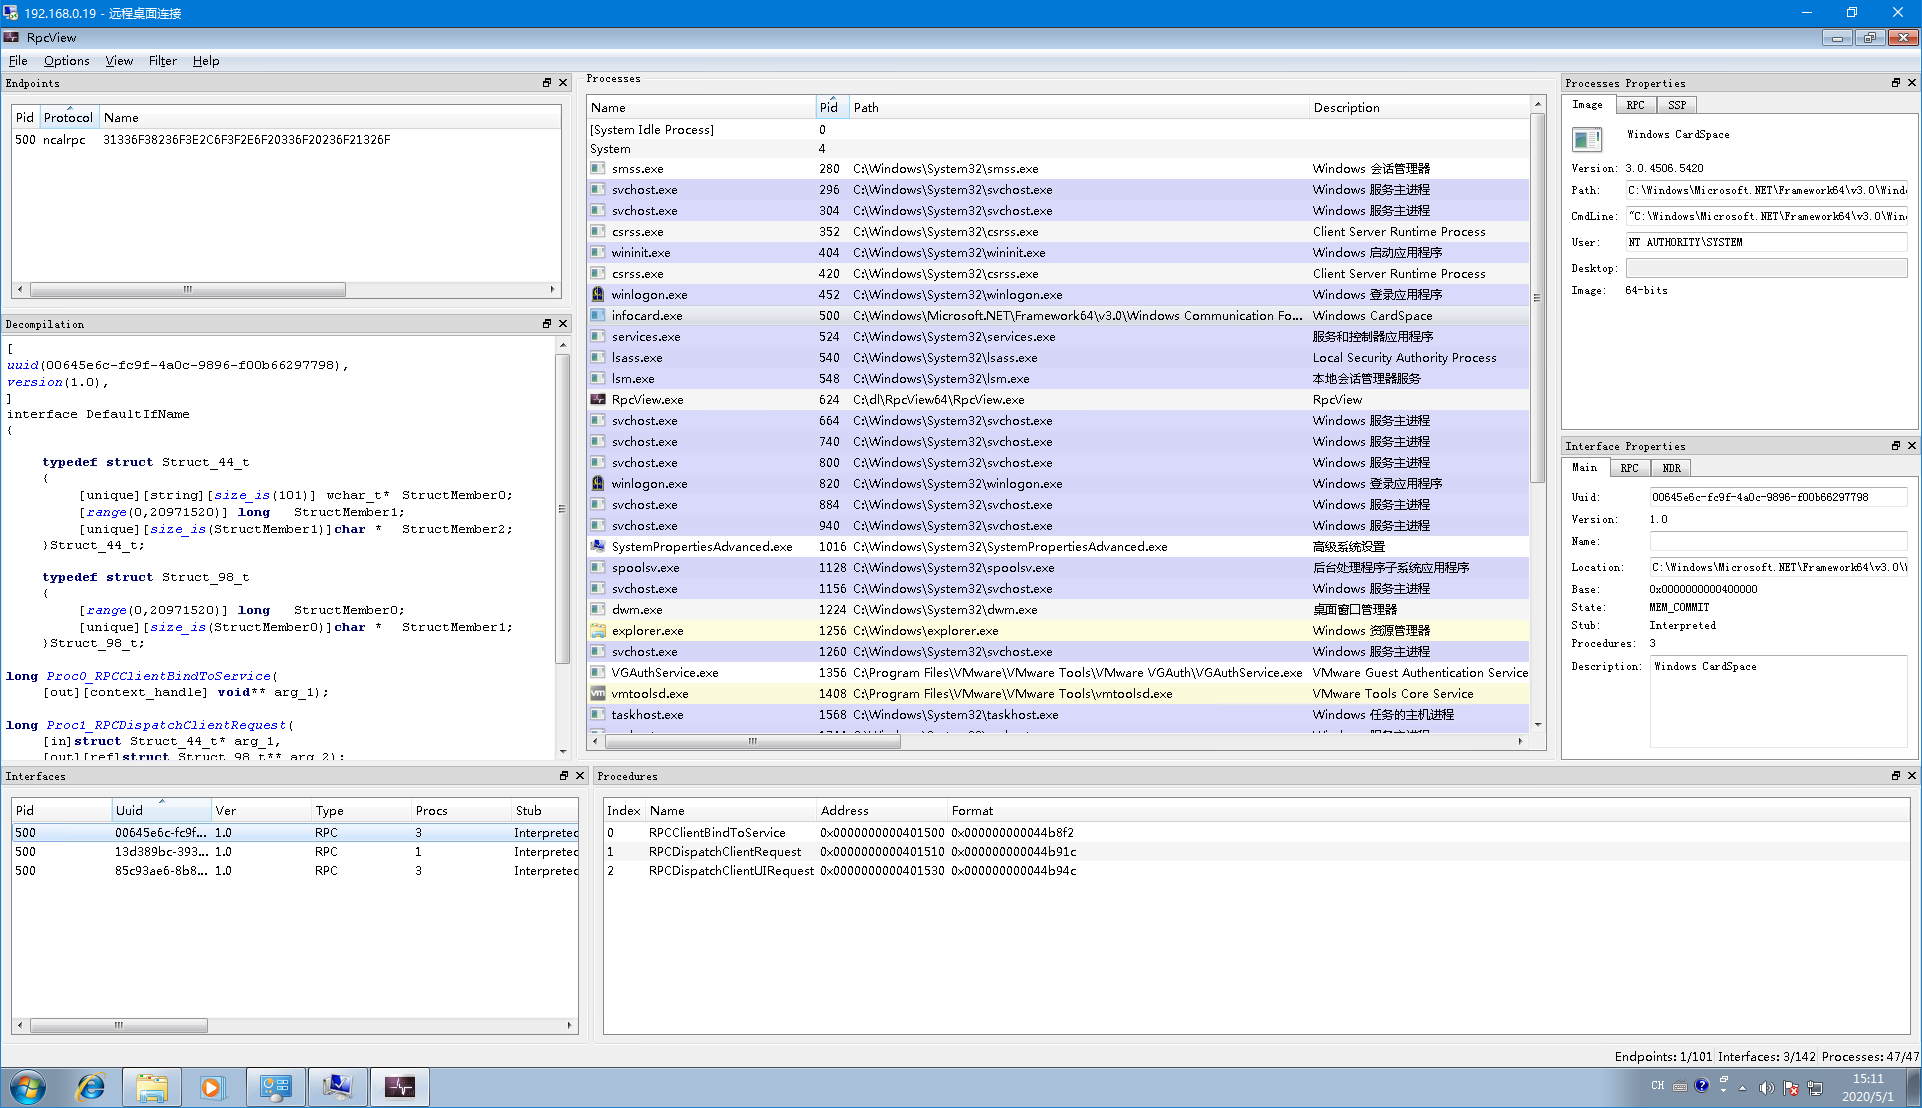 192.168.0.19 - 远程桌面连接
RpcView
File Options View Filter Help
Endpoints
Pid Protocol Name
500 ncalrpc 31336F38236F3E2C6F3F2E6F20336F20236F21326F
Decompilation
[
uuid(00645e6c-fc9f-4a0c-9896-f00b66297798),
version(1.0),
]
interface DefaultIfName
{
typedef struct Struct_44_t
{
[unique][string][size_is(101)] wchar_t* StructMember0;
[range(0,20971520)] long StructMember1;
[unique][size_is(StructMember1)]char * StructMember2;
}Struct_44_t;
typedef struct Struct_98_t
{
[range(0,20971520)] long StructMember0;
[unique][size_is(StructMember0)]char * StructMember1;
}Struct_98_t;
long Proc0_RPCClientBindToService(
[out][context_handle] void** arg_1);
long Proc1_RPCDispatchClientRequest(
[in]struct Struct_44_t* arg_1,
[out][ref]struct Struct_98_t** arg_2);
Processes
Name Pid Path Description
[System Idle Process] 0
System 4
smss.exe 280 C:\Windows\System32\smss.exe Windows 会话管理器
svchost.exe 296 C:\Windows\System32\svchost.exe Windows 服务主进程
svchost.exe 304 C:\Windows\System32\svchost.exe Windows 服务主进程
csrss.exe 352 C:\Windows\System32\csrss.exe Client Server Runtime Process
wininit.exe 404 C:\Windows\System32\wininit.exe Windows 启动应用程序
csrss.exe 420 C:\Windows\System32\csrss.exe Client Server Runtime Process
winlogon.exe 452 C:\Windows\System32\winlogon.exe Windows 登录应用程序
infocard.exe 500 C:\Windows\Microsoft.NET\Framework64\v3.0\Windows Communication Fo... Windows CardSpace
services.exe 524 C:\Windows\System32\services.exe 服务和控制器应用程序
lsass.exe 540 C:\Windows\System32\lsass.exe Local Security Authority Process
lsm.exe 548 C:\Windows\System32\lsm.exe 本地会话管理器服务
RpcView.exe 624 C:\dl\RpcView64\RpcView.exe RpcView
svchost.exe 664 C:\Windows\System32\svchost.exe Windows 服务主进程
svchost.exe 740 C:\Windows\System32\svchost.exe Windows 服务主进程
svchost.exe 800 C:\Windows\System32\svchost.exe Windows 服务主进程
winlogon.exe 820 C:\Windows\System32\winlogon.exe Windows 登录应用程序
svchost.exe 884 C:\Windows\System32\svchost.exe Windows 服务主进程
svchost.exe 940 C:\Windows\System32\svchost.exe Windows 服务主进程
SystemPropertiesAdvanced.exe 1016 C:\Windows\System32\SystemPropertiesAdvanced.exe 高级系统设置
spoolsv.exe 1128 C:\Windows\System32\spoolsv.exe 后台处理程序子系统应用程序
svchost.exe 1156 C:\Windows\System32\svchost.exe Windows 服务主进程
dwm.exe 1224 C:\Windows\System32\dwm.exe 桌面窗口管理器
explorer.exe 1256 C:\Windows\explorer.exe Windows 资源管理器
svchost.exe 1260 C:\Windows\System32\svchost.exe Windows 服务主进程
VGAuthService.exe 1356 C:\Program Files\VMware\VMware Tools\VMware VGAuth\VGAuthService.exe VMware Guest Authentication Service
vmtoolsd.exe 1408 C:\Program Files\VMware\VMware Tools\vmtoolsd.exe VMware Tools Core Service
taskhost.exe 1568 C:\Windows\System32\taskhost.exe Windows 任务的主机进程
Processes Properties
Image RPC SSP
Windows CardSpace
Version: 3.0.4506.5420
Path: C:\Windows\Microsoft.NET\Framework64\v3.0\Wind
CmdLine: "C:\Windows\Microsoft.NET\Framework64\v3.0\Win
User: NT AUTHORITY\SYSTEM
Desktop:
Image: 64-bits
Interface Properties
Main RPC NDR
Uuid: 00645e6c-fc9f-4a0c-9896-f00b66297798
Version: 1.0
Name:
Location: C:\Windows\Microsoft.NET\Framework64\v3.0\
Base: 0x0000000000400000
State: MEM_COMMIT
Stub: Interpreted
Procedures: 3
Description: Windows CardSpace
Interfaces
Pid Uuid Ver Type Procs Stub
500 00645e6c-fc9f... 1.0 RPC 3 Interpreted
500 13d389bc-393... 1.0 RPC 1 Interpreted
500 85c93ae6-8b8... 1.0 RPC 3 Interpreted
Procedures
Index Name Address Format
0 RPCClientBindToService 0x0000000000401500 0x000000000044b8f2
1 RPCDispatchClientRequest 0x0000000000401510 0x000000000044b91c
2 RPCDispatchClientUIRequest 0x0000000000401530 0x000000000044b94c
Endpoints: 1/101 Interfaces: 3/142 Processes: 47/47
CH
15:11
2020/5/1